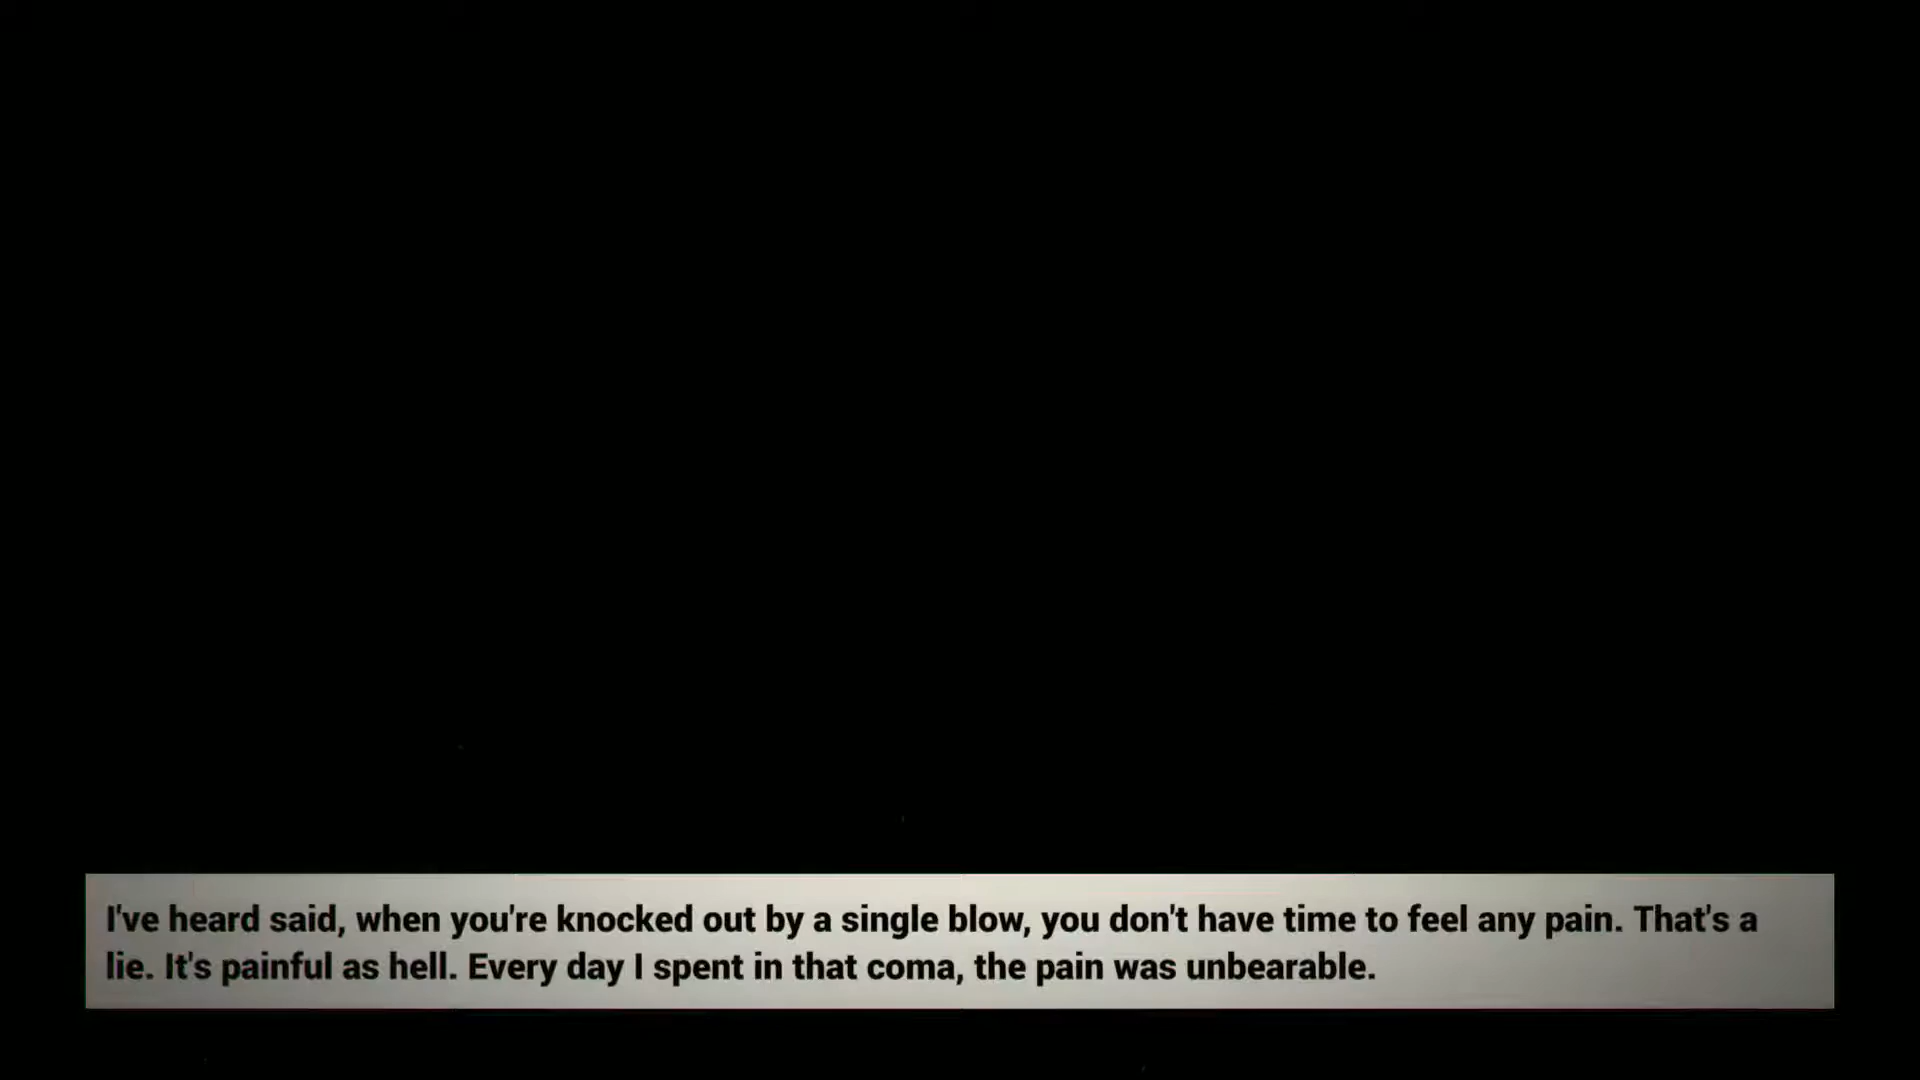 I've heard said, when you're knocked out by a single blow, you don't have time to feel any pain. That's a
lie. It's painful as hell. Every day I spent in that coma, the pain was unbearable.